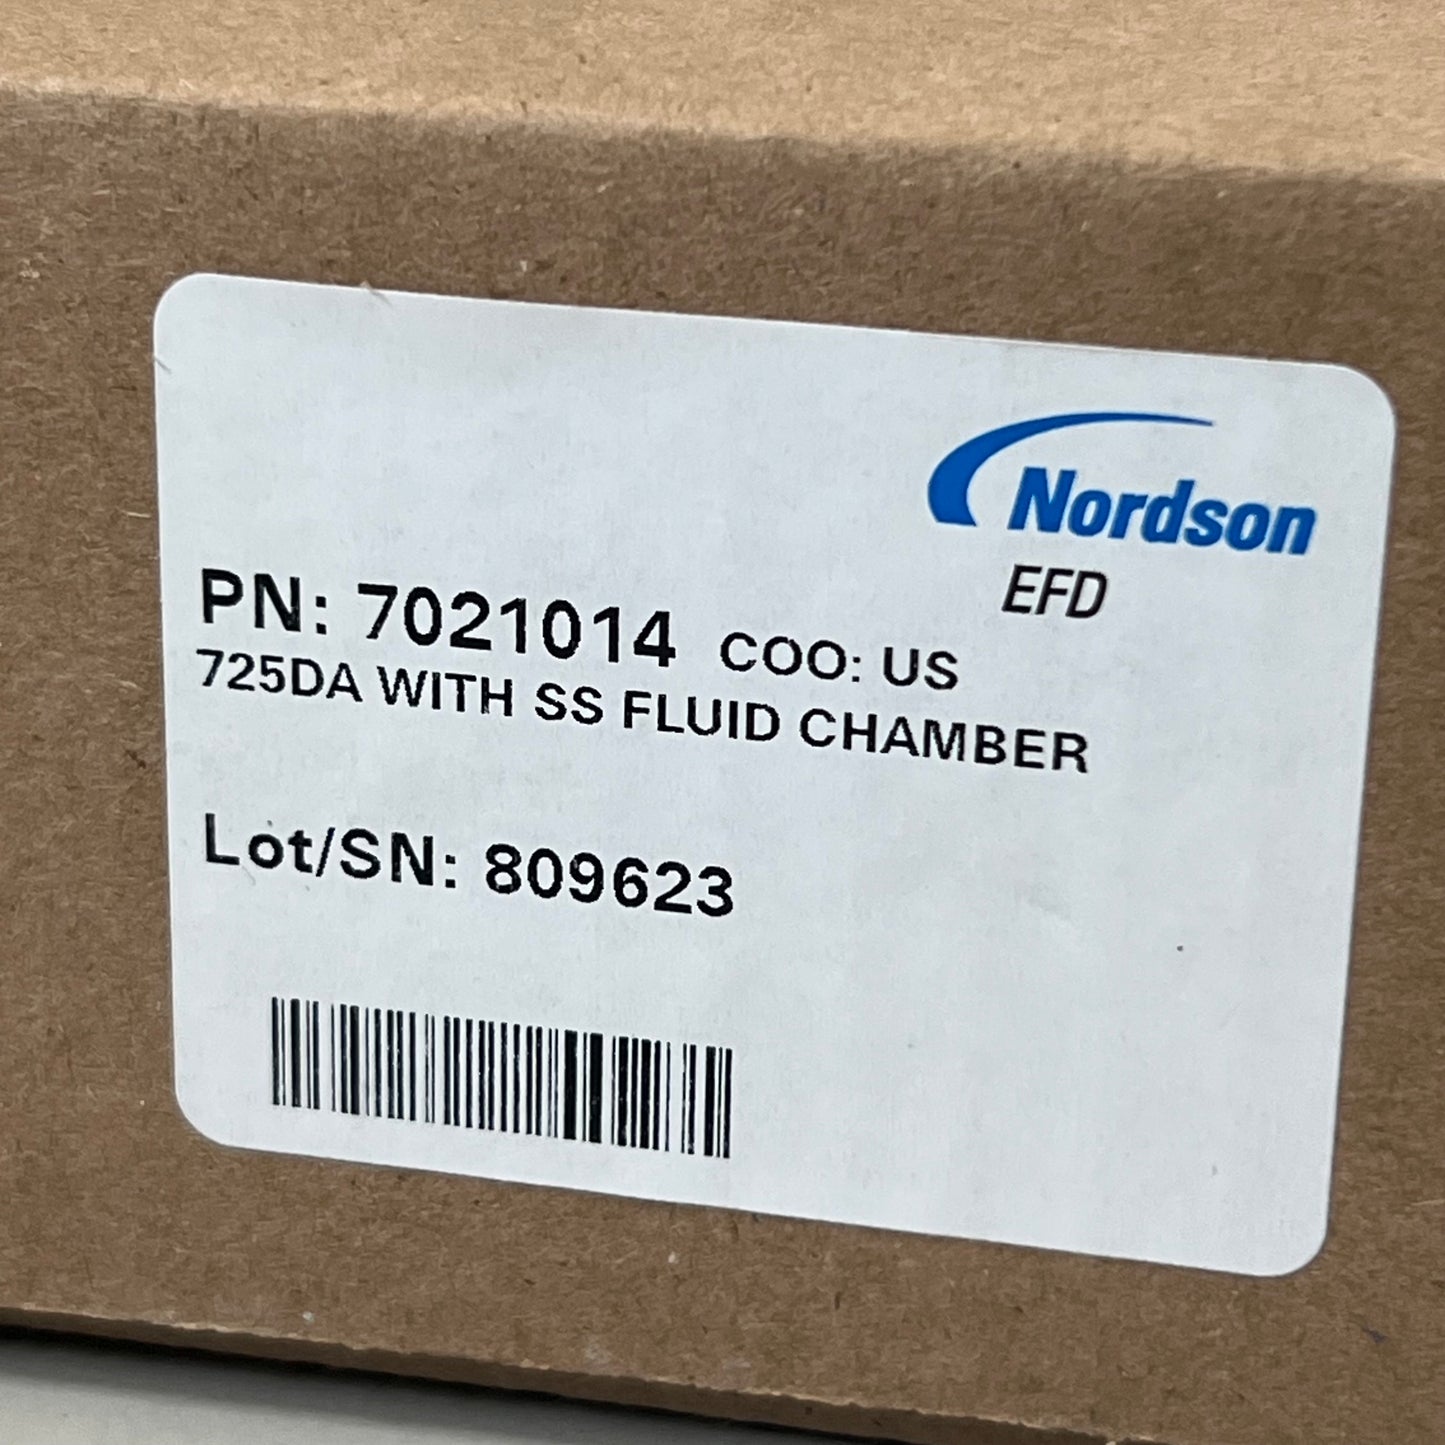 Nordson
EFD
PN: 7021014 COO: US
725DA WITH SS FLUID CHAMBER
Lot/SN: 809623